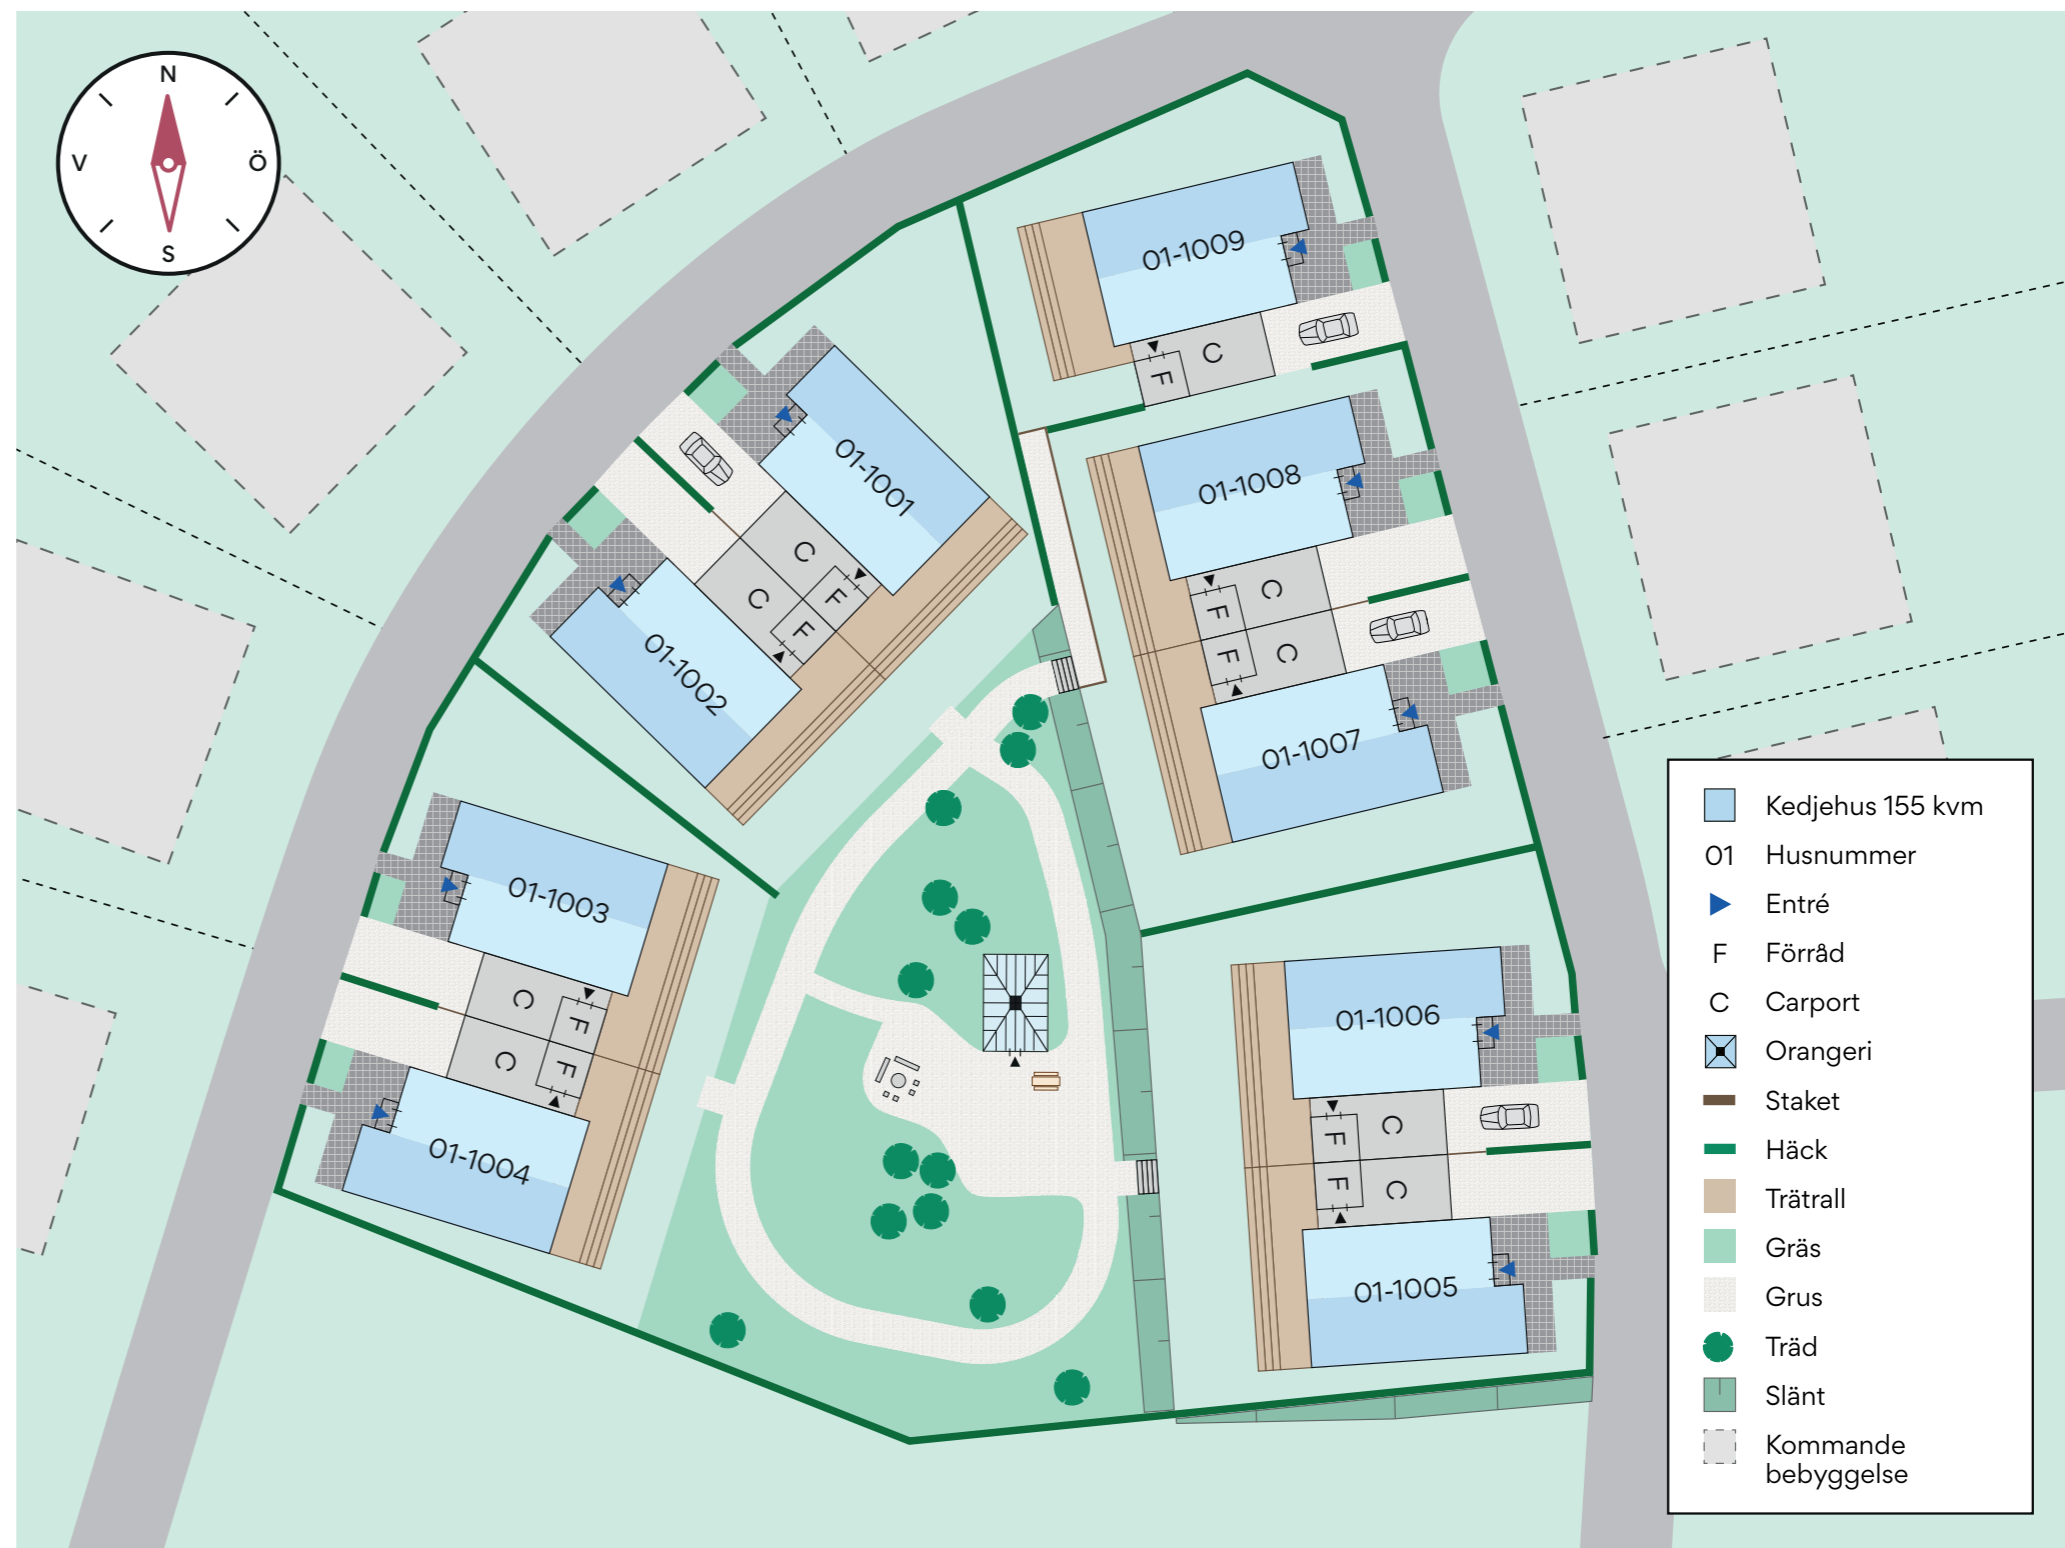 N
V
Ö
S
01-1009
C
F
01-1008
F
C
F
C
01-1007
01-1001
C
F
C
F
01-1002
01-1003
C
F
C
F
01-1004
01-1006
F
C
F
C
01-1005
Kedjehus 155 kvm
01 Husnummer
Entré
F Förråd
C Carport
Orangeri
Staket
Häck
Trätrall
Gräs
Grus
Träd
Slänt
Kommande
bebyggelse